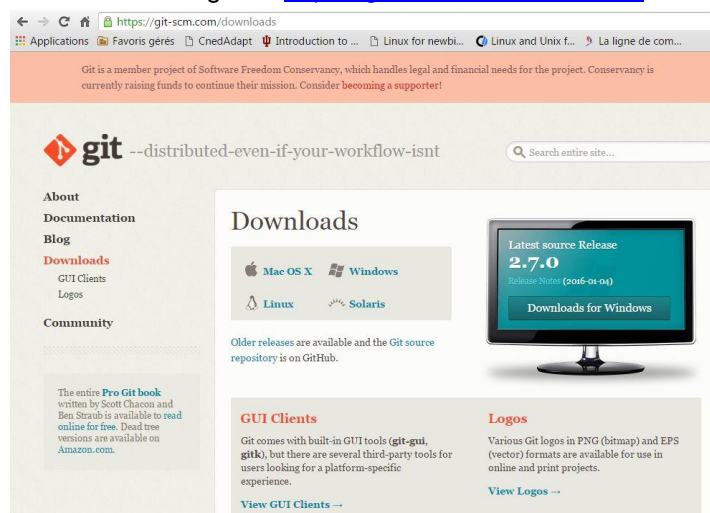 https://git-scm.com/downloads
Applications Favoris gérés CnedAdapt Introduction to ... Linux for newbi... Linux and Unix f... La ligne de com...
Git is a member project of Software Freedom Conservancy, which handles legal and financial needs for the project. Conservancy is
currently raising funds to continue their mission. Consider becoming a supporter!
git --distributed-even-if-your-workflow-isnt
Search entire site...
About
Documentation
Blog
Downloads
GUI Clients
Logos
Community
The entire Pro Git book
written by Scott Chacon and
Ben Straub is available to read
online for free. Dead tree
versions are available on
Amazon.com.
Downloads
Mac OS X Windows
Linux Solaris
Older releases are available and the Git source
repository is on GitHub.
Latest source Release
2.7.0
Release Notes (2016-01-04)
Downloads for Windows
GUI Clients
Git comes with built-in GUI tools (git-gui,
gitk), but there are several third-party tools for
users looking for a platform-specific
experience.
View GUI Clients →
Logos
Various Git logos in PNG (bitmap) and EPS
(vector) formats are available for use in
online and print projects.
View Logos →